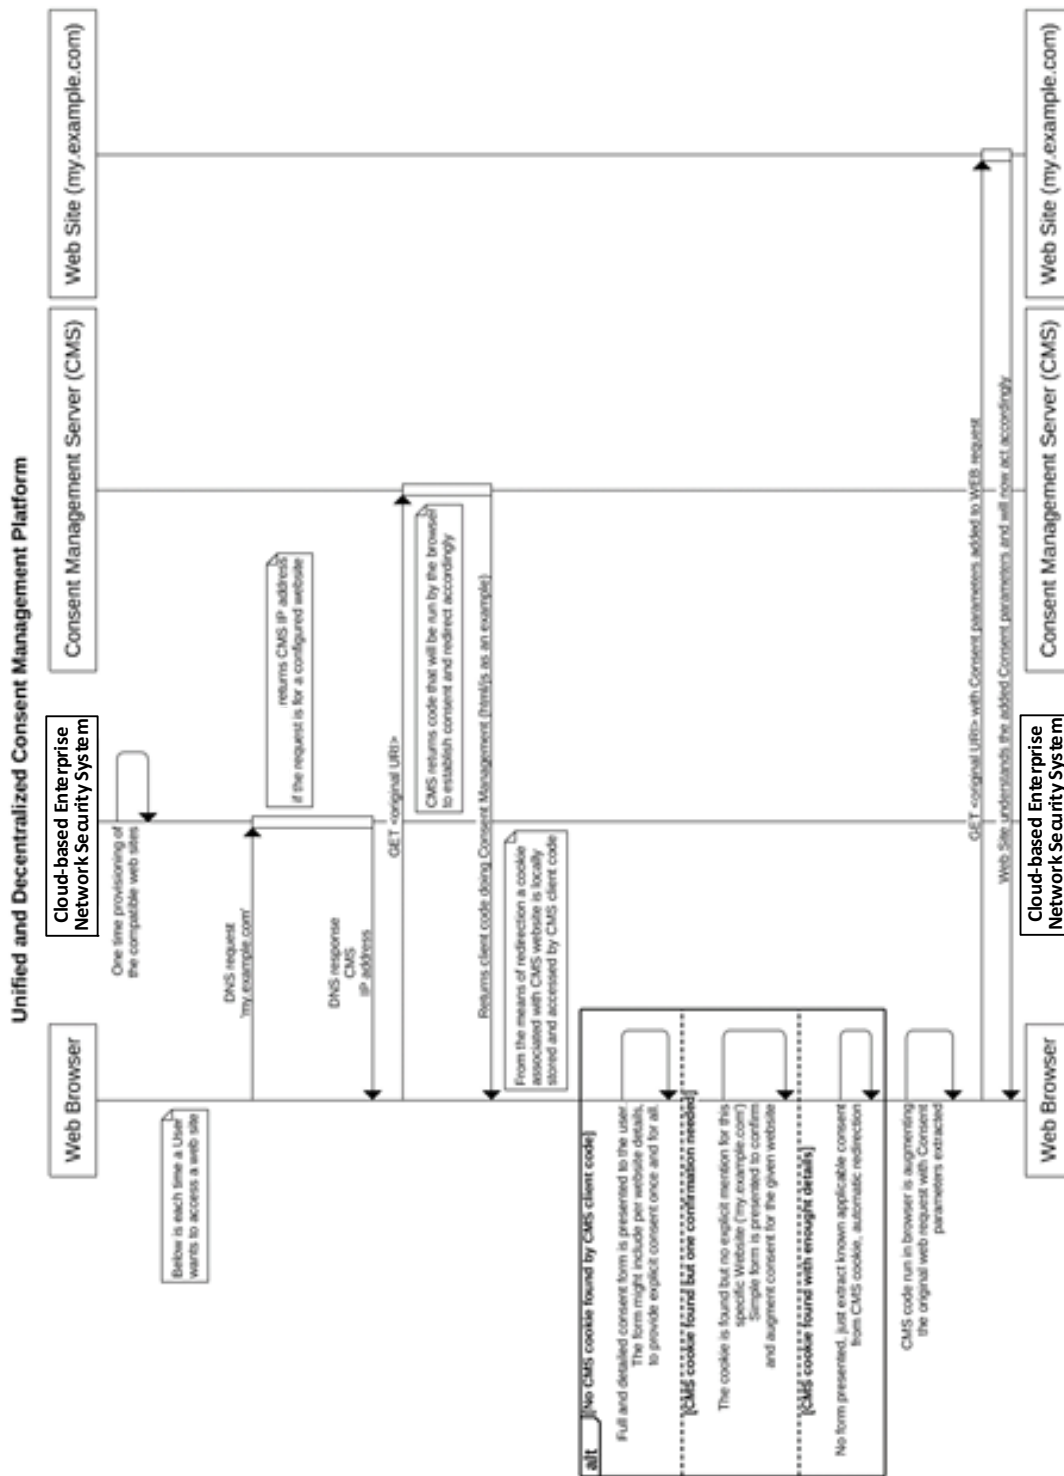 Unified and Decentralized Consent Management Platform
Web Browser
Cloud-based Enterprise
Network Security System
Consent Management Server (CMS)
Web Site (my.example.com)
One time provisioning of
the compatible web sites
Below is each time a User
wants to access a web site
DNS request
'my.example.com'
returns CMS IP address
if the request is for a configured website
DNS response
CMS
IP address
GET <original URI>
CMS returns code that will be run by the browser
to establish consent and redirect accordingly
Returns client code doing Consent Management (html/js as an example)
From the means of redirection a cookie
associated with CMS website is locally
stored and accessed by CMS client code
alt
[No CMS cookie found by CMS client code]
Full and detailed consent form is presented to the user.
The form might include per website details,
to provide explicit consent once and for all.
[CMS cookie found but one confirmation needed]
The cookie is found but no explicit mention for this
specific Website ('my.example.com')
Simple form is presented to confirm
and augment consent for the given website
[CMS cookie found with enought details]
No form presented, just extract known applicable consent
from CMS cookie, automatic redirection
CMS code run in browser is augmenting
the original web request with Consent
parameters extracted
GET <original URI> with Consent parameters added to WEB request
Web Site understands the added Consent parameters and will now act accordingly
Web Browser
Cloud-based Enterprise
Network Security System
Consent Management Server (CMS)
Web Site (my.example.com)